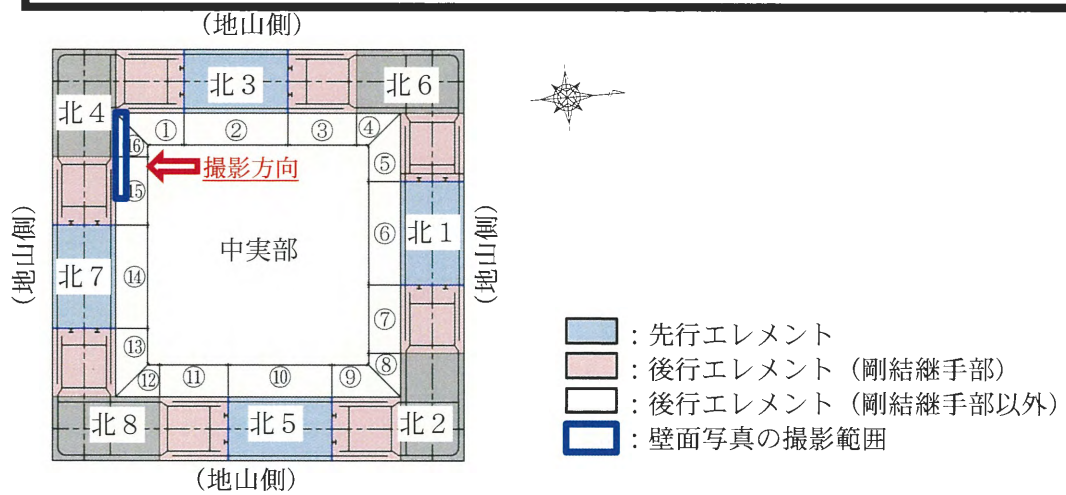 (地山側)
北3
北6
北4
①
②
③
④
⑯
⑤
撮影方向
⑮
(地山側)
中実部
⑥
北1
(地山側)
北7
⑭
⑦
⑬
⑧
⑫
⑪
⑩
⑨
北8
北5
北2
(地山側)
:先行エレメント
:後行エレメント(剛結継手部)
:後行エレメント(剛結継手部以外)
:壁面写真の撮影範囲